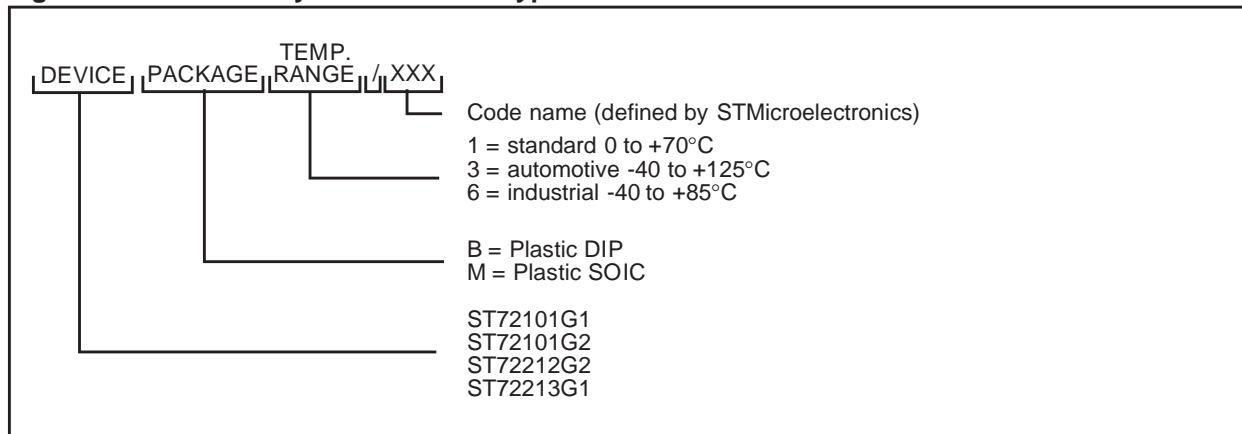 TEMP.
DEVICE PACKAGE RANGE / XXX
Code name (defined by STMicroelectronics)
1 = standard 0 to +70°C
3 = automotive -40 to +125°C
6 = industrial -40 to +85°C
B = Plastic DIP
M = Plastic SOIC
ST72101G1
ST72101G2
ST72212G2
ST72213G1